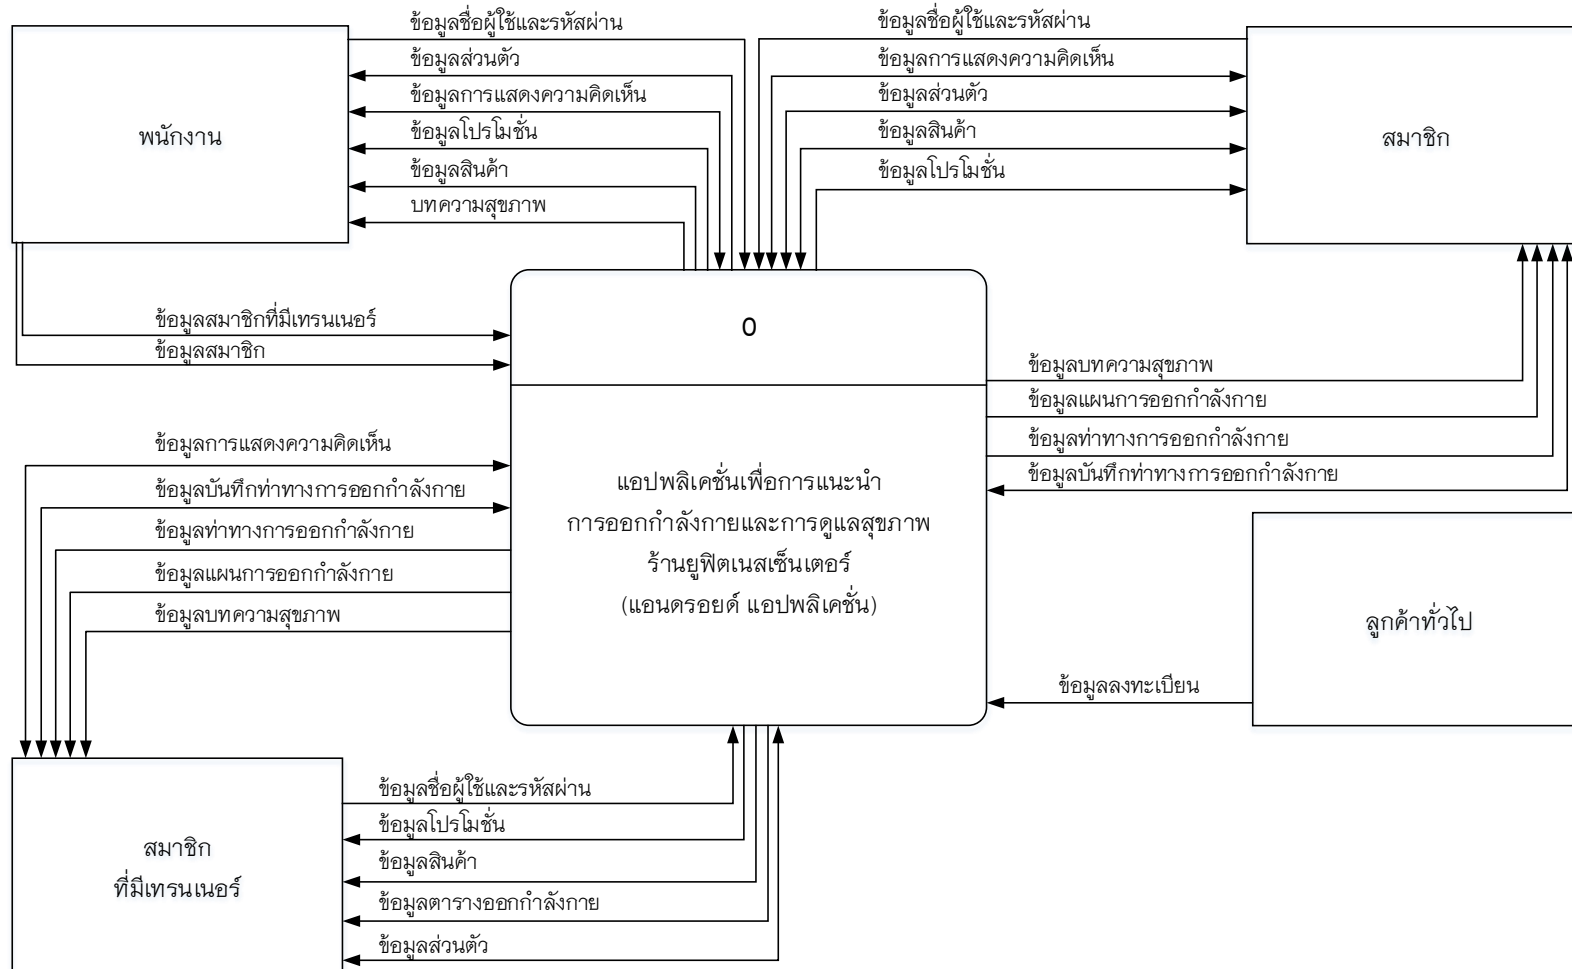 ข้อมูลชื่อผู้ใช้และรหัสผ่าน
ข้อมูลส่วนตัว
ข้อมูลการแสดงความคิดเห็น
ข้อมูลโปรโมชั่น
ข้อมูลสินค้า
บทความสุขภาพ
พนักงาน
ข้อมูลชื่อผู้ใช้และรหัสผ่าน
ข้อมูลการแสดงความคิดเห็น
ข้อมูลส่วนตัว
ข้อมูลสินค้า
ข้อมูลโปรโมชั่น
สมาชิก
ข้อมูลสมาชิกที่มีเทรนเนอร์
ข้อมูลสมาชิก
0
แอปพลิเคชั่นเพื่อการแนะนำ
การออกกำลังกายและการดูแลสุขภาพ
ร้านยูฟิตเนสเซ็นเตอร์
(แอนดรอยด์ แอปพลิเคชั่น)
ข้อมูลบทความสุขภาพ
ข้อมูลแผนการออกกำลังกาย
ข้อมูลท่าทางการออกกำลังกาย
ข้อมูลบันทึกท่าทางการออกกำลังกาย
ข้อมูลการแสดงความคิดเห็น
ข้อมูลบันทึกท่าทางการออกกำลังกาย
ข้อมูลท่าทางการออกกำลังกาย
ข้อมูลแผนการออกกำลังกาย
ข้อมูลบทความสุขภาพ
ลูกค้าทั่วไป
ข้อมูลลงทะเบียน
สมาชิก
ที่มีเทรนเนอร์
ข้อมูลชื่อผู้ใช้และรหัสผ่าน
ข้อมูลโปรโมชั่น
ข้อมูลสินค้า
ข้อมูลตารางออกกำลังกาย
ข้อมูลส่วนตัว